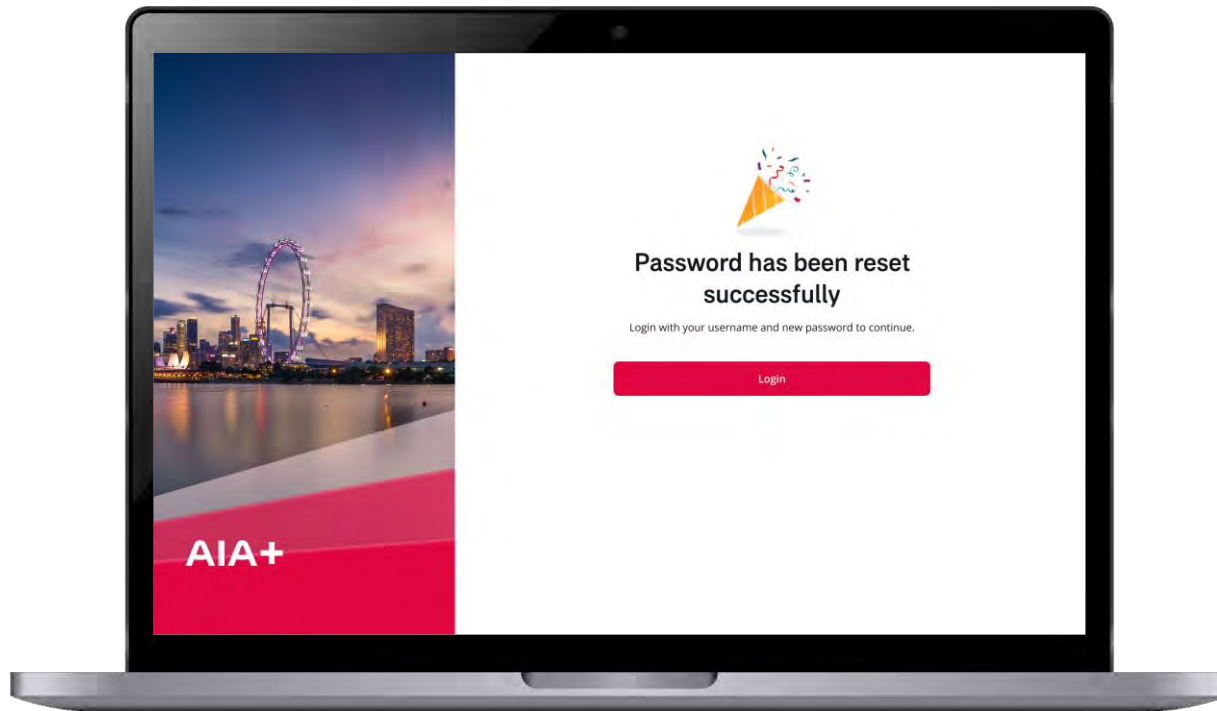 Password has been reset
successfully
Login with your username and new password to continue.
Login
AIA+